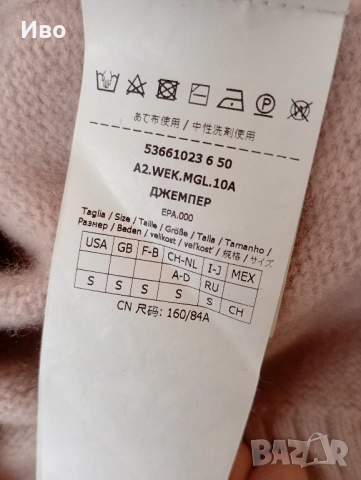 Иво
あて布使用 / 中性洗剤使用
53661023 6 50
A2.WEK.MGL.10A
ДЖЕМПЕР
EPA.000
Taglia / Size / Taille / Größe / Talla / Tamanho /
Размер / Beden / velikost / veľkosť / 規格 / サイズ
USA GB F-B CH-NL I-J MEX
A-D RU
S S S S S CH
CN 尺码: 160/84A
BAZAR